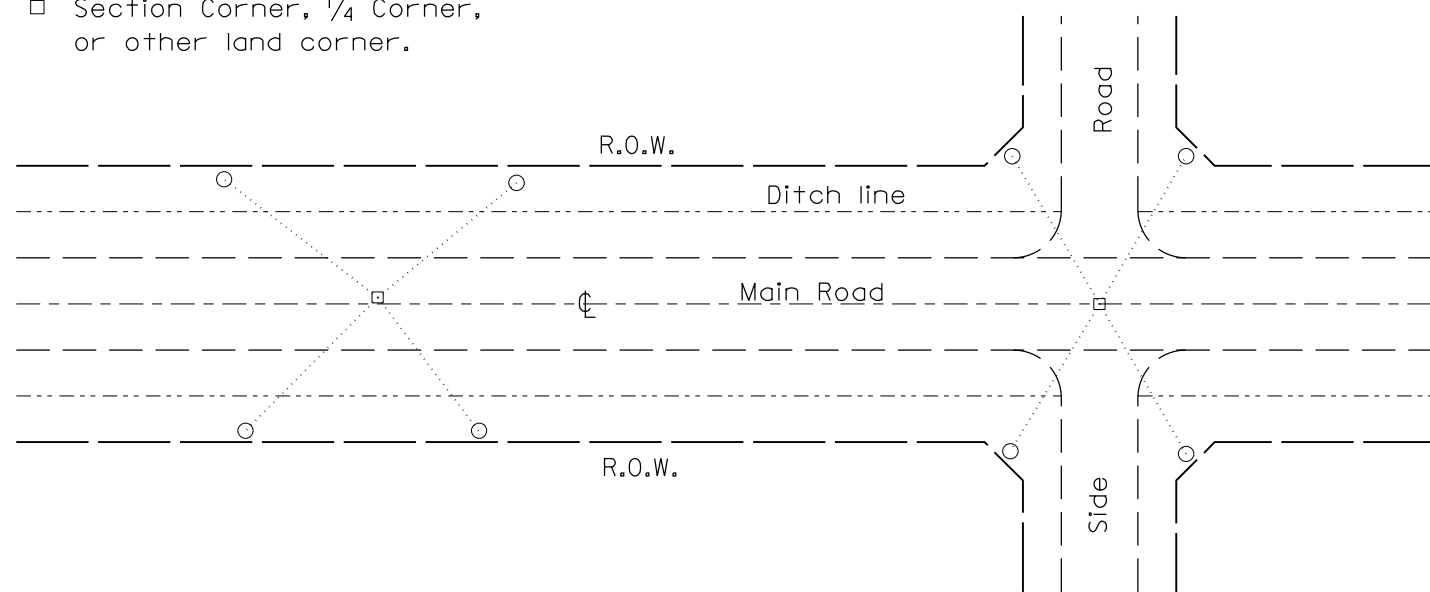 □ Section Corner, 1/4 Corner,
or other land corner.
Road
R.O.W.
Ditch line
Main Road
℄
R.O.W.
Side